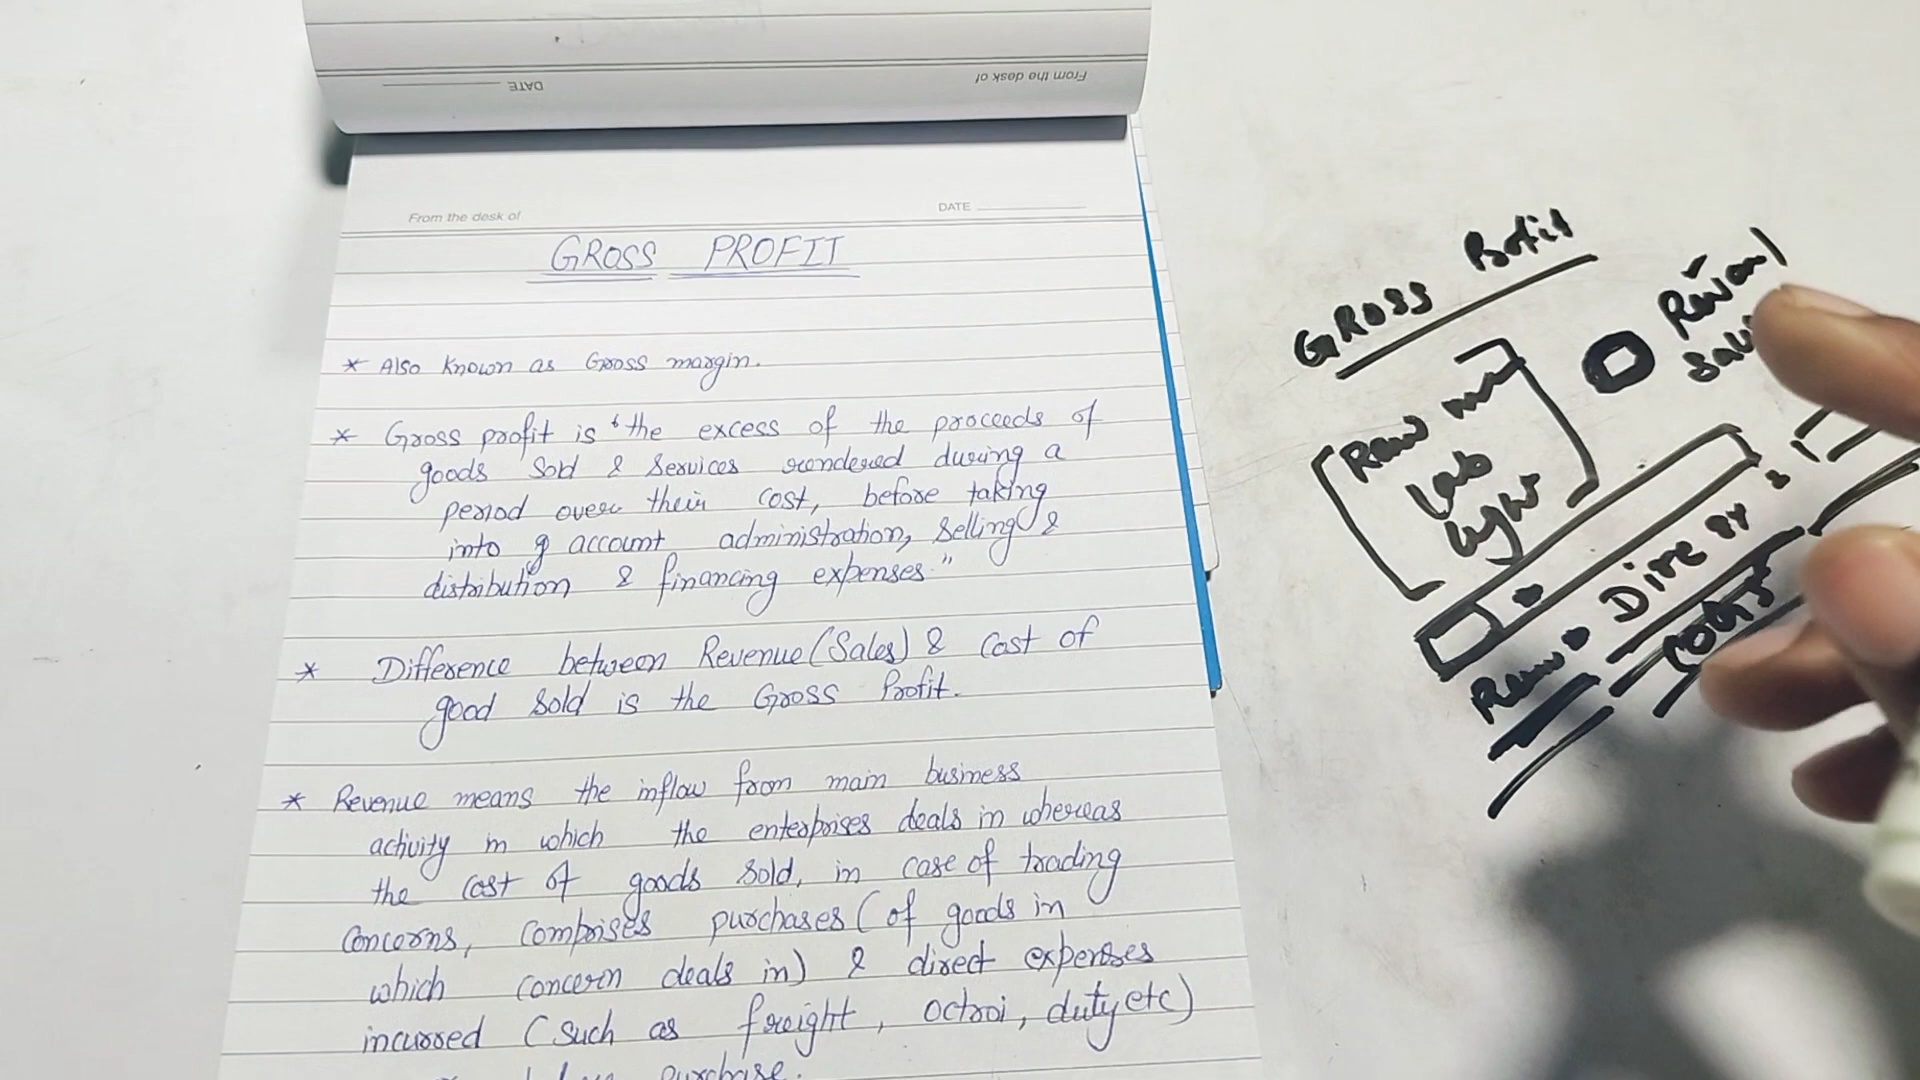 From the desk of
DATE
From the desk of
DATE
GROSS PROFIT
* Also known as Gross margin.
* Gross profit is "the excess of the proceeds of
goods sold & services rendered during a
period over their cost, before taking
into account administration, selling &
distribution & financing expenses."
* Difference between Revenue (Sales) & cost of
good sold is the Gross Profit.
* Revenue means the inflow from main business
activity in which the enterprises deals in whereas
the cost of goods sold, in case of trading
concerns, comprises purchases (of goods in
which concern deals in) & direct expenses
incurred (such as freight, octroi, duty etc)
purchase.
GROSS Profit
Raw
Lab
Dire